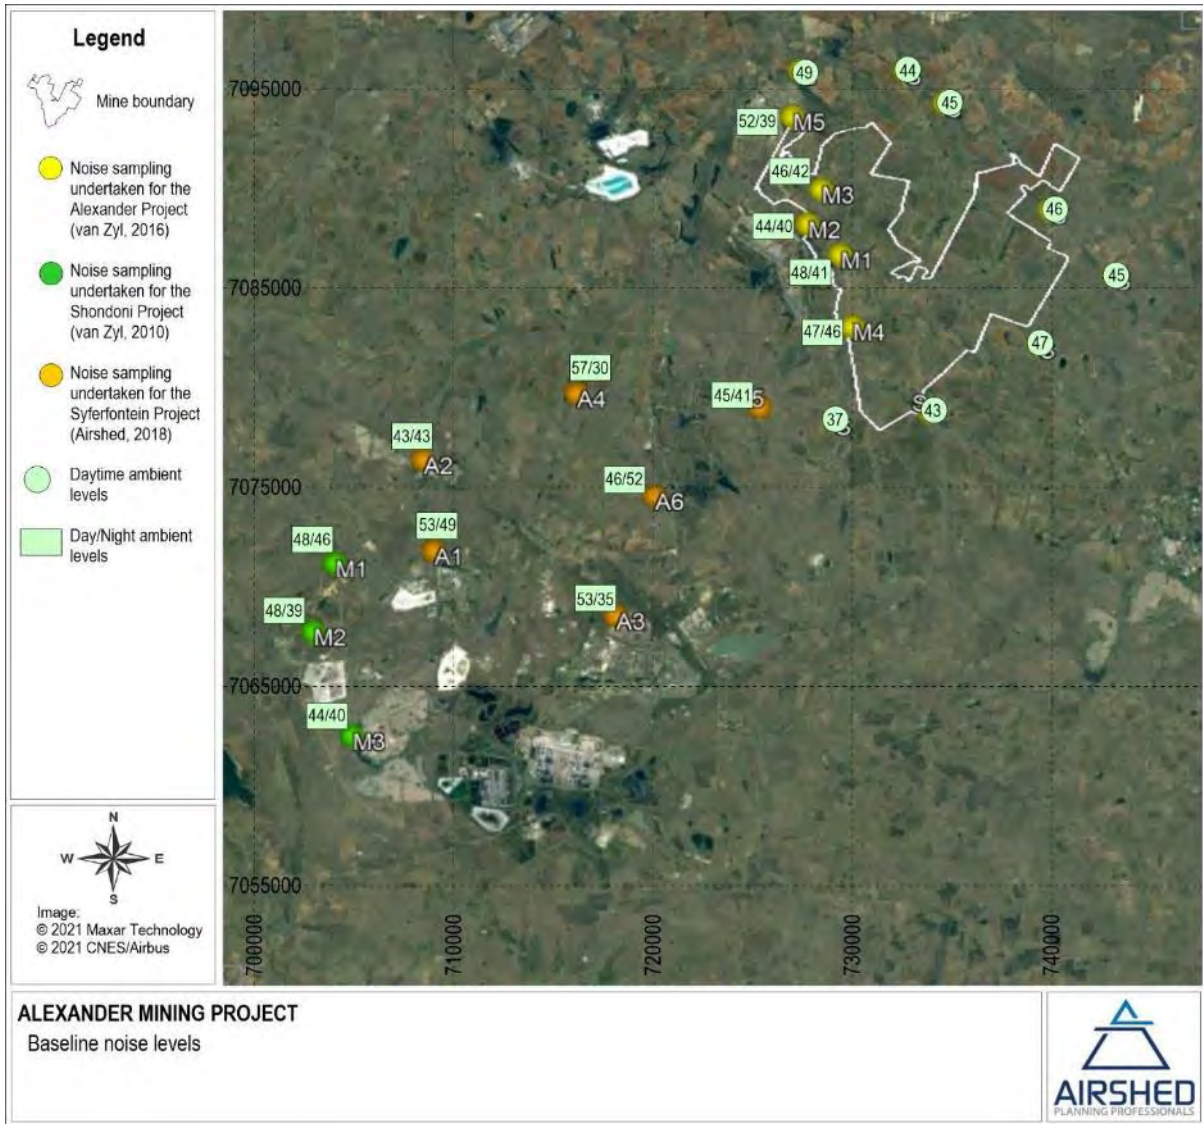 Legend
Mine boundary
Noise sampling
undertaken for the
Alexander Project
(van Zyl, 2016)
Noise sampling
undertaken for the
Shondoni Project
(van Zyl, 2010)
Noise sampling
undertaken for the
Syferfontein Project
(Airshed, 2018)
Daytime ambient
levels
Day/Night ambient
levels
N
W E
S
Image:
© 2021 Maxar Technology
© 2021 CNES/Airbus
49
44
45
7095000
52/39
M5
46/42
M3
46
44/40
M2
M1
48/41
45
7085000
47/46
M4
47
57/30
A4
45/41
5
S
43
37
S
43/43
A2
46/52
A6
7075000
53/49
A1
48/46
M1
53/35
A3
48/39
M2
7065000
44/40
M3
7055000
700000
710000
720000
730000
740000
ALEXANDER MINING PROJECT
Baseline noise levels
AIRSHED
PLANNING PROFESSIONALS